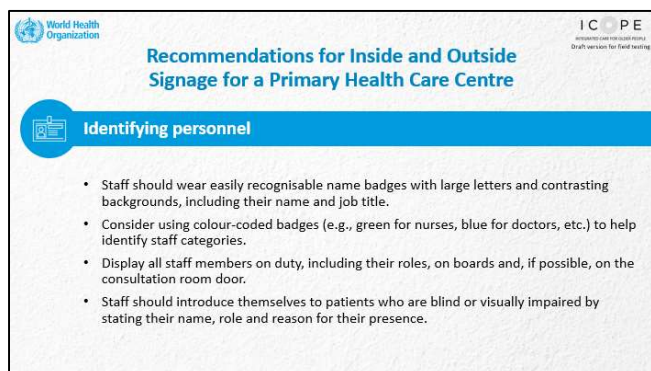 World Health
Organization
ICOPE
INTEGRATED CARE FOR OLDER PEOPLE
Draft version for field testing
Recommendations for Inside and Outside
Signage for a Primary Health Care Centre
Identifying personnel
• Staff should wear easily recognisable name badges with large letters and contrasting
backgrounds, including their name and job title.
• Consider using colour-coded badges (e.g., green for nurses, blue for doctors, etc.) to help
identify staff categories.
• Display all staff members on duty, including their roles, on boards and, if possible, on the
consultation room door.
• Staff should introduce themselves to patients who are blind or visually impaired by
stating their name, role and reason for their presence.